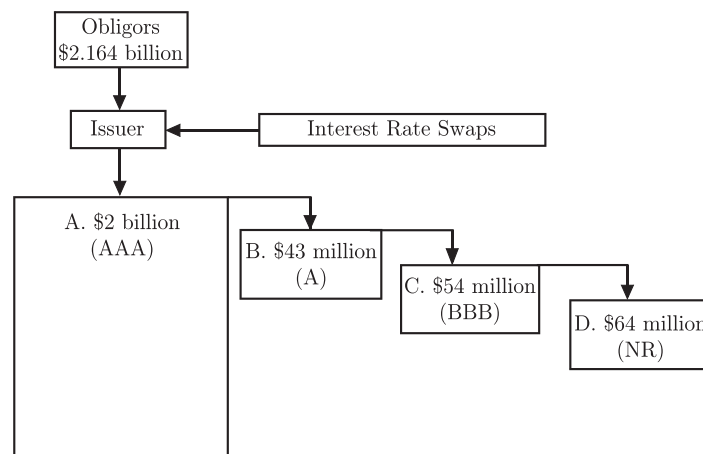 Obligors
$2.164 billion
Issuer
Interest Rate Swaps
A. $2 billion
(AAA)
B. $43 million
(A)
C. $54 million
(BBB)
D. $64 million
(NR)